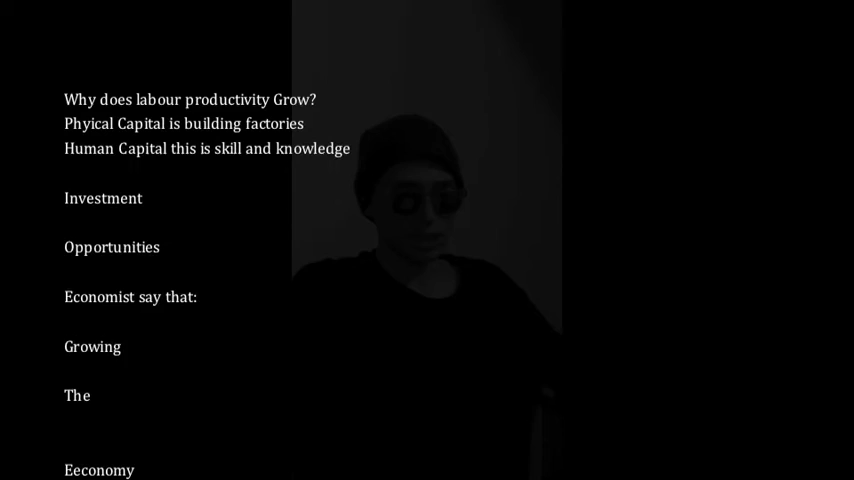 Why does labour productivity Grow?
Phyical Capital is building factories
Human Capital this is skill and knowledge
Investment
Opportunities
Economist say that:
Growing
The
Eeconomy